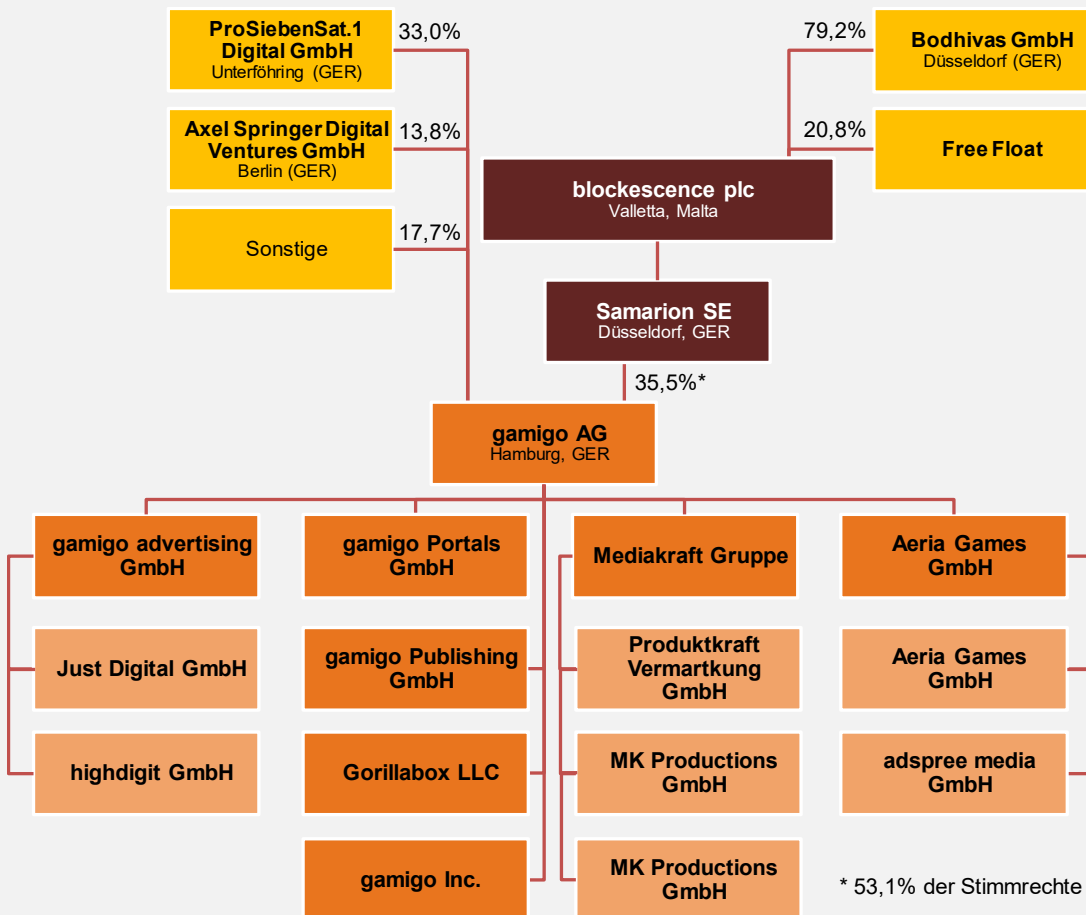 ProSiebenSat.1
Digital GmbH
Unterföhring (GER)
33,0%
79,2%
Bodhivas GmbH
Düsseldorf (GER)
Axel Springer Digital
Ventures GmbH
Berlin (GER)
13,8%
20,8%
Free Float
blockescence plc
Valletta, Malta
Sonstige
17,7%
Samarion SE
Düsseldorf, GER
35,5%*
gamigo AG
Hamburg, GER
gamigo advertising
GmbH
gamigo Portals
GmbH
Mediakraft Gruppe
Aeria Games
GmbH
Just Digital GmbH
gamigo Publishing
GmbH
Produktkraft
Vermartkung
GmbH
Aeria Games
GmbH
highdigit GmbH
Gorillabox LLC
MK Productions
GmbH
adspree media
GmbH
gamigo Inc.
MK Productions
GmbH
* 53,1% der Stimmrechte